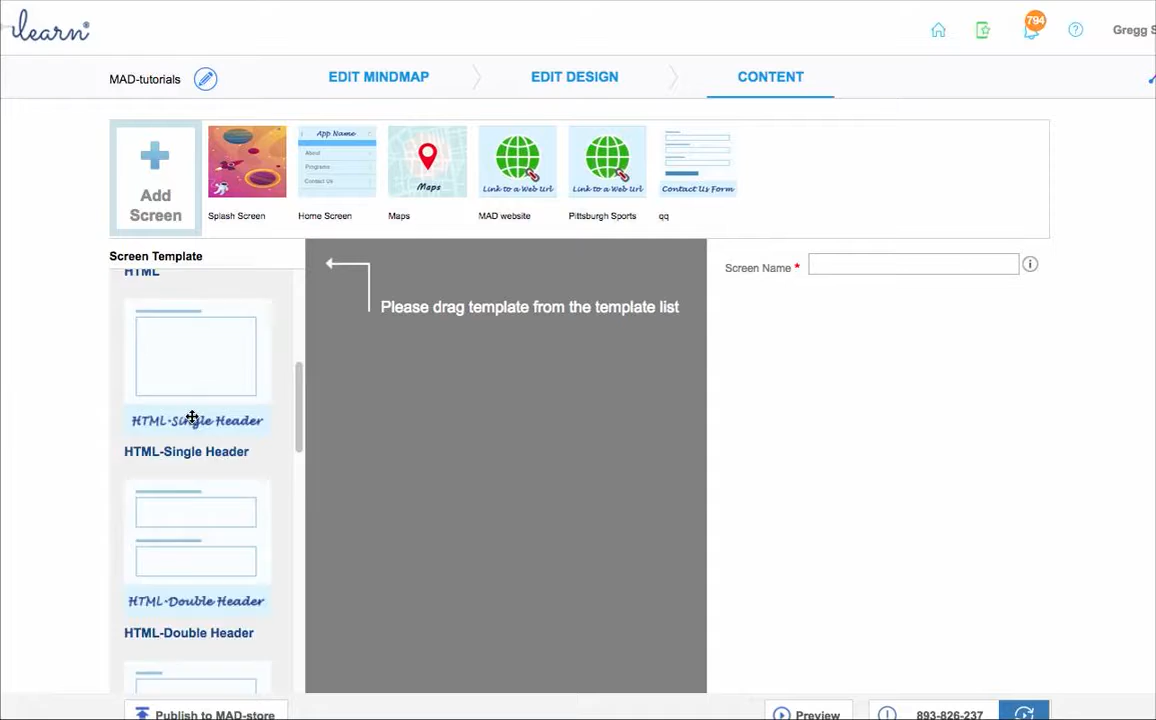 ilearn®
794
Gregg S
MAD-tutorials
EDIT MINDMAP
EDIT DESIGN
CONTENT
Add
Screen
App Name
About
Programs
Contact Us
Maps
Link to a Web Url
Link to a Web Url
Contact Us Form
Splash Screen
Home Screen
Maps
MAD website
Pittsburgh Sports
qq
Screen Template
HTML
HTML-Single Header
HTML-Single Header
HTML-Double Header
HTML-Double Header
Please drag template from the template list
Screen Name *
Publish to MAD-store
Preview
893-826-237